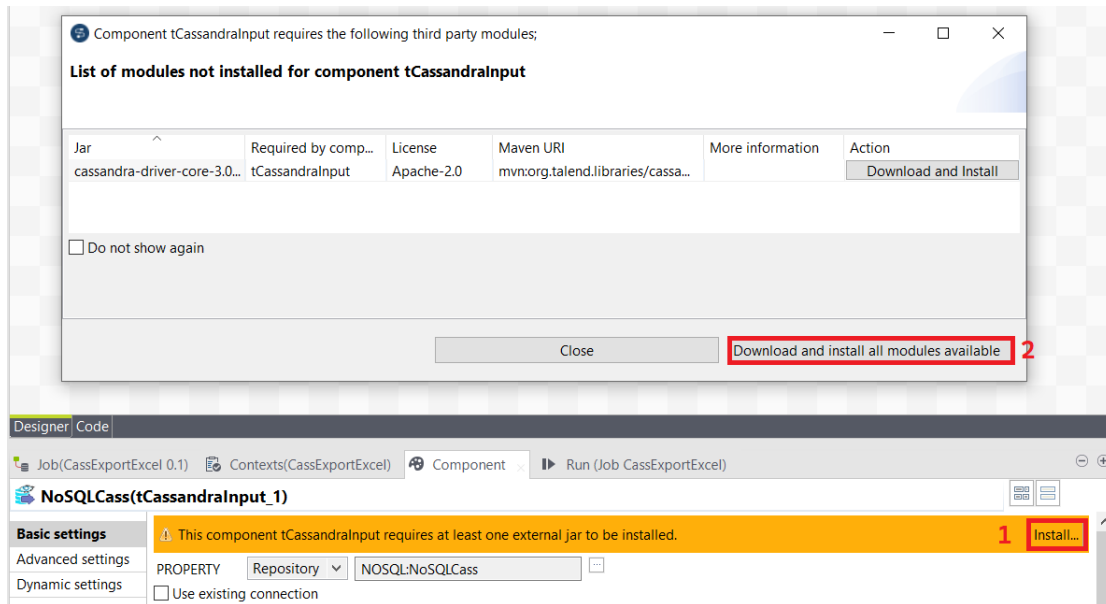 Component tCassandraInput requires the following third party modules;
List of modules not installed for component tCassandraInput
Jar Required by comp... License Maven URI More information Action
cassandra-driver-core-3.0... tCassandraInput Apache-2.0 mvn:org.talend.libraries/cassa... Download and Install
Do not show again
Close Download and install all modules available 2
Designer Code
Job(CassExportExcel 0.1) Contexts(CassExportExcel) Component Run (Job CassExportExcel)
NoSQLCass(tCassandraInput_1)
Basic settings This component tCassandraInput requires at least one external jar to be installed. 1 Install...
Advanced settings PROPERTY Repository NOSQL:NoSQLCass ...
Dynamic settings Use existing connection